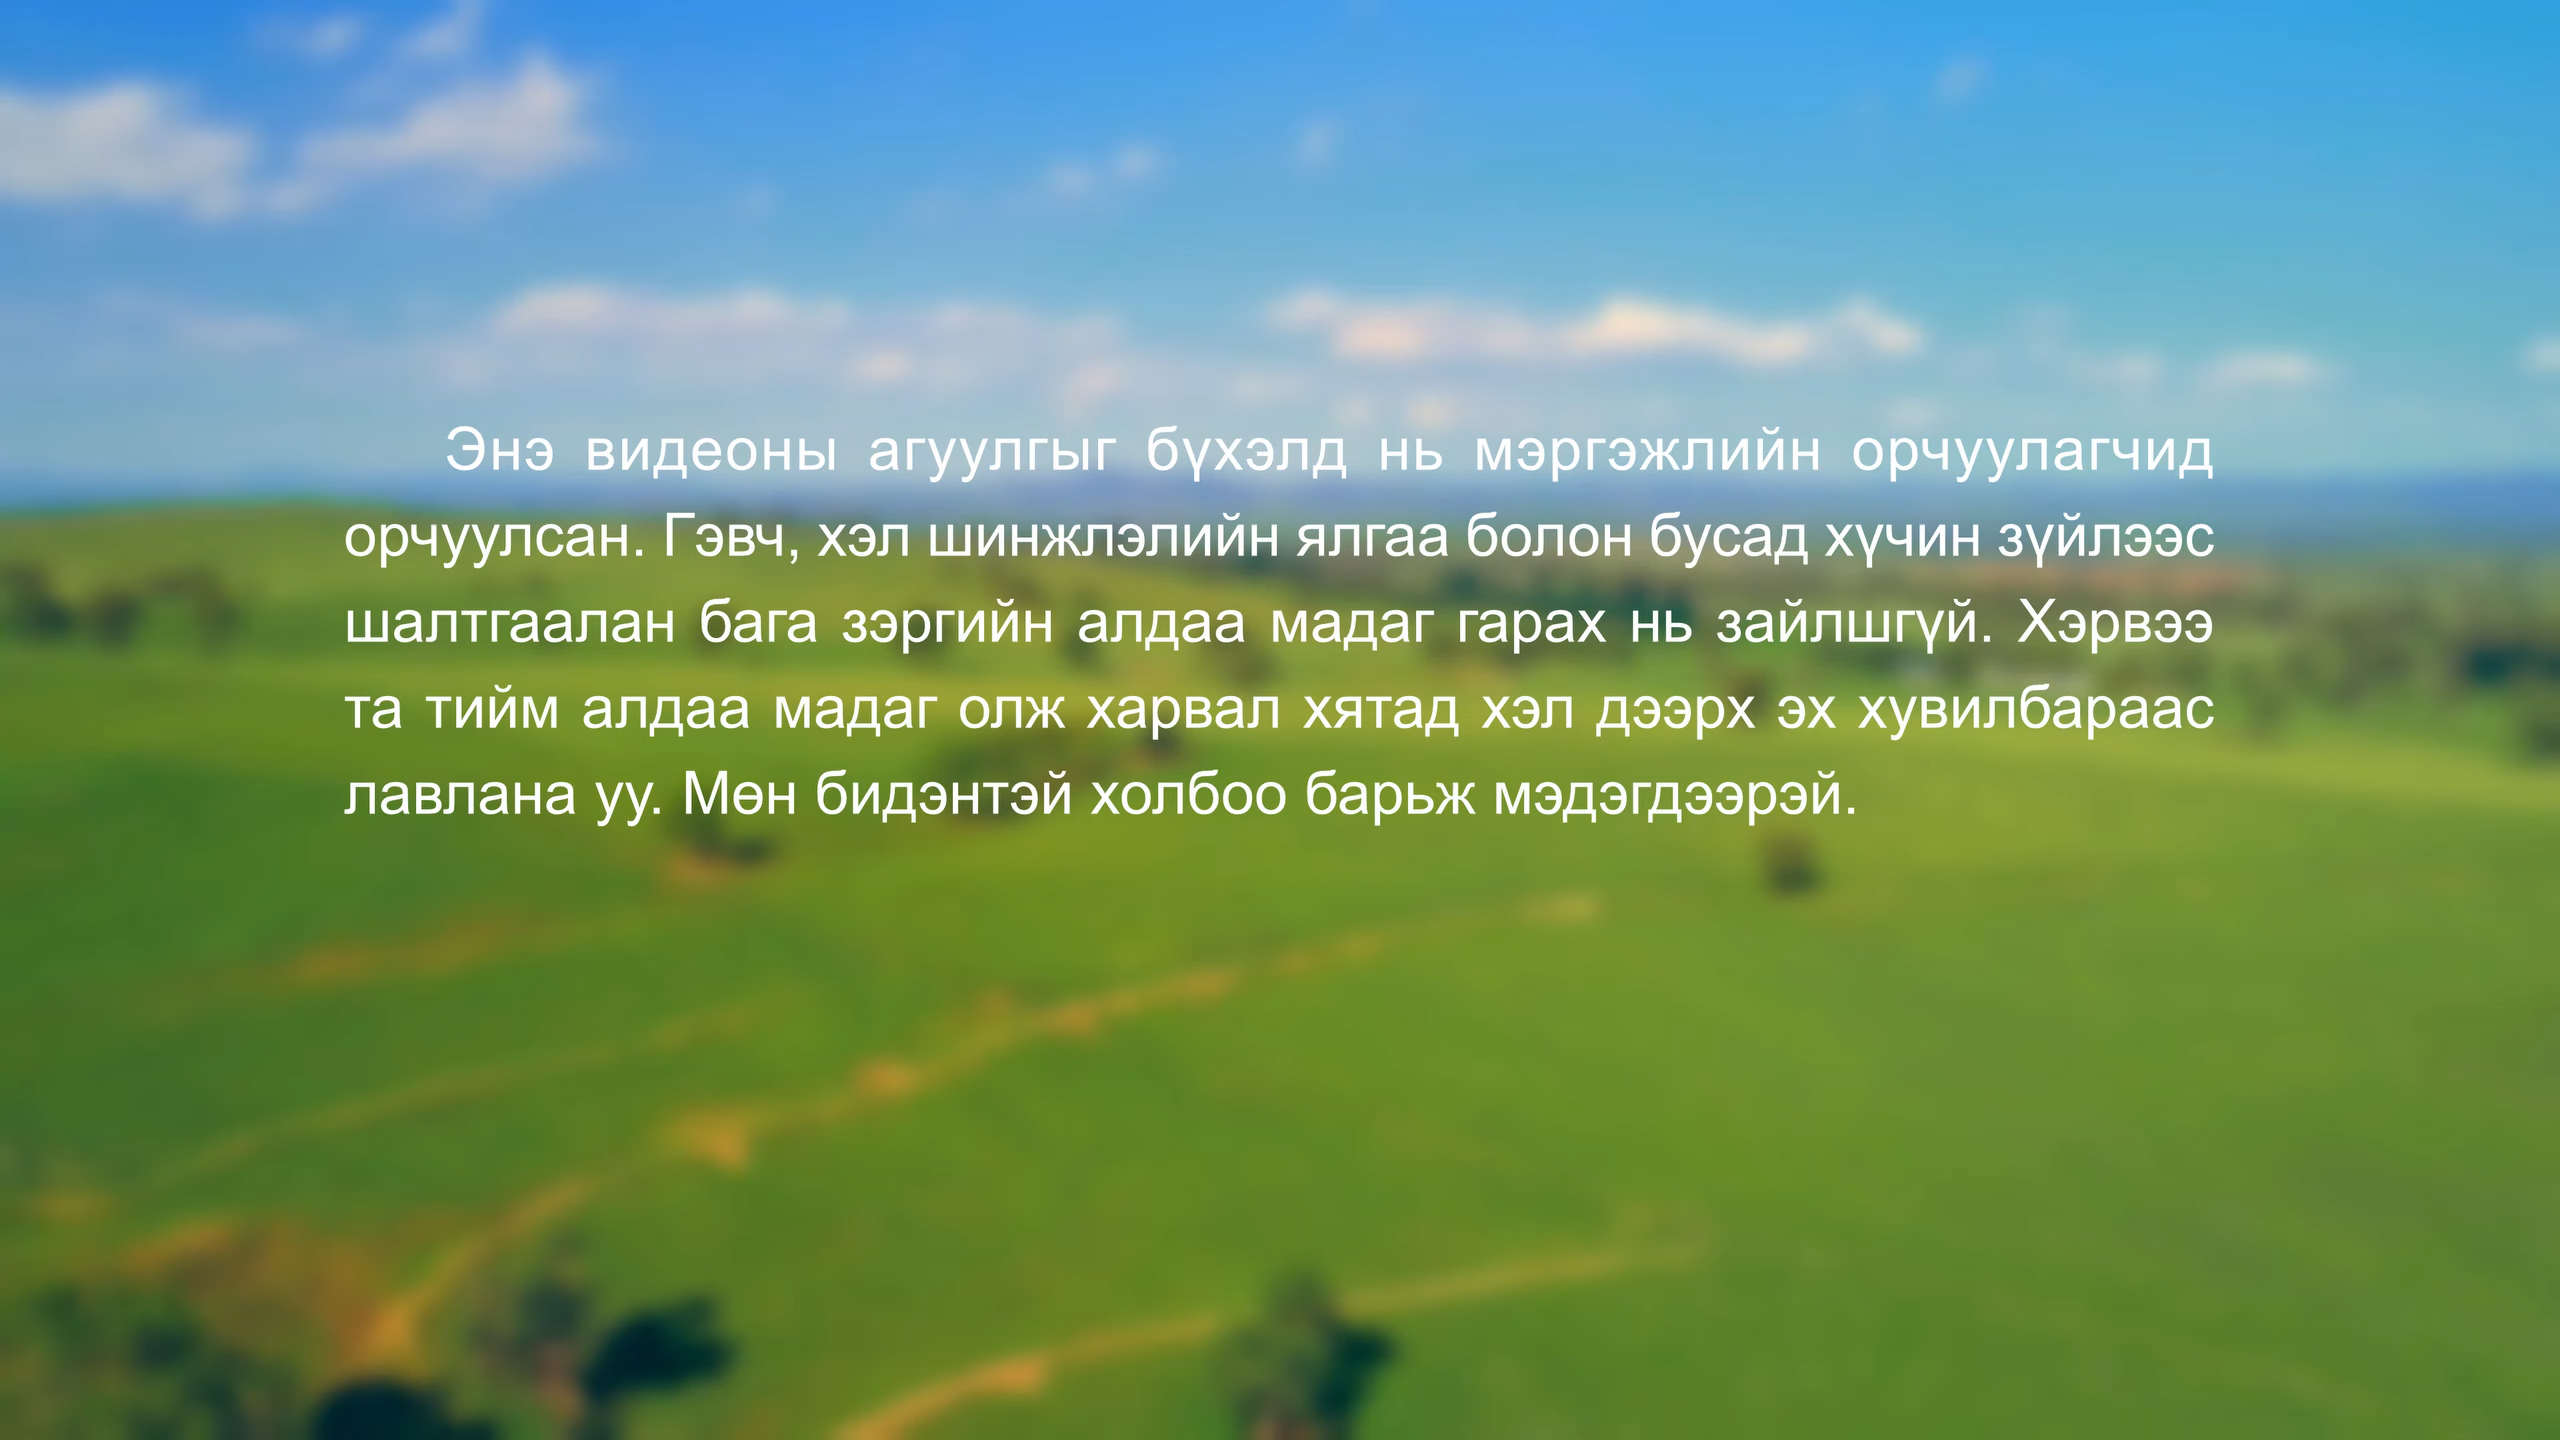 Энэ видеоны агуулгыг бүхэлд нь мэргэжлийн орчуулагчид
орчуулсан. Гэвч, хэл шинжлэлийн ялгаа болон бусад хүчин зүйлээс
шалтгаалан бага зэргийн алдаа мадаг гарах нь зайлшгүй. Хэрвээ
та тийм алдаа мадаг олж харвал хятад хэл дээрх эх хувилбараас
лавлана уу. Мөн бидэнтэй холбоо барьж мэдэгдээрэй.